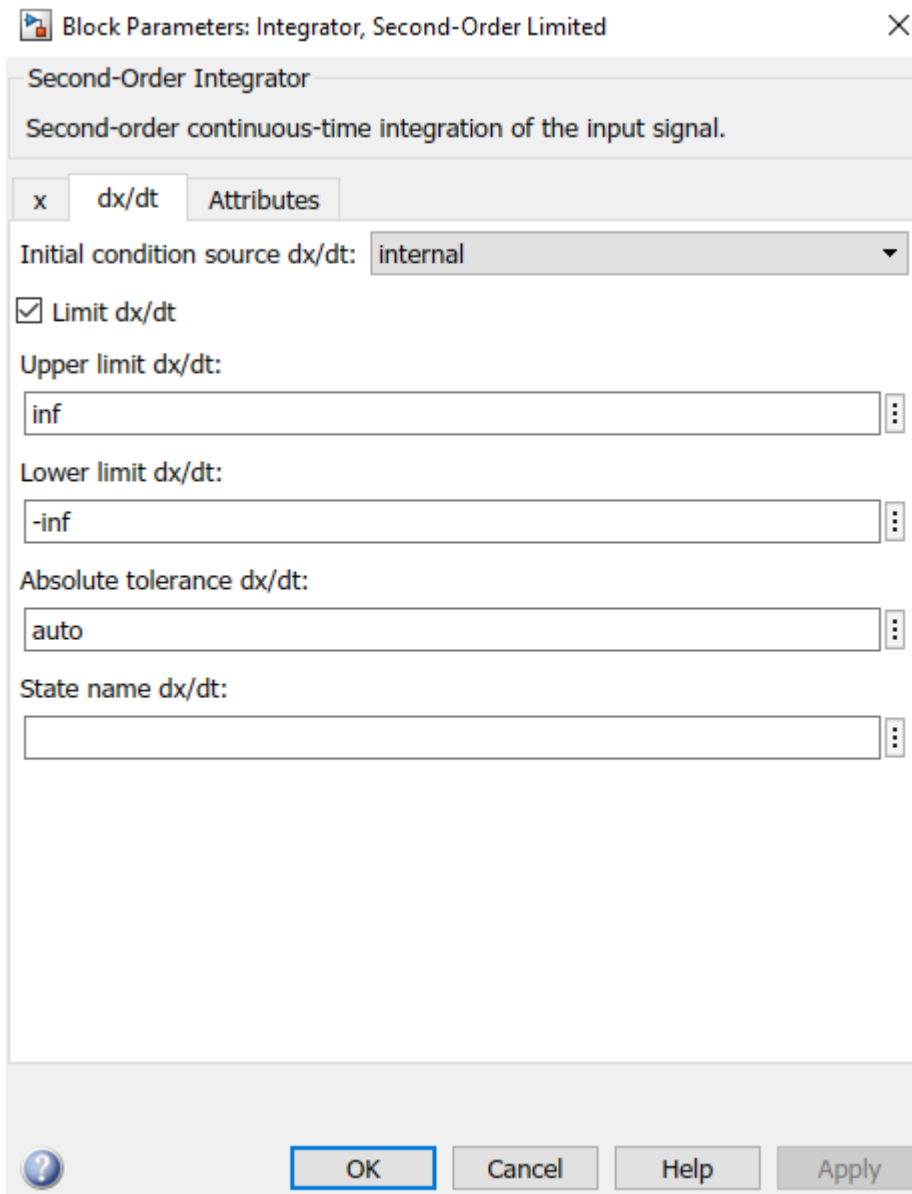 Block Parameters: Integrator, Second-Order Limited
Second-Order Integrator
Second-order continuous-time integration of the input signal.
x dx/dt Attributes
Initial condition source dx/dt: internal
Limit dx/dt
Upper limit dx/dt:
inf
Lower limit dx/dt:
-inf
Absolute tolerance dx/dt:
auto
State name dx/dt:
OK Cancel Help Apply